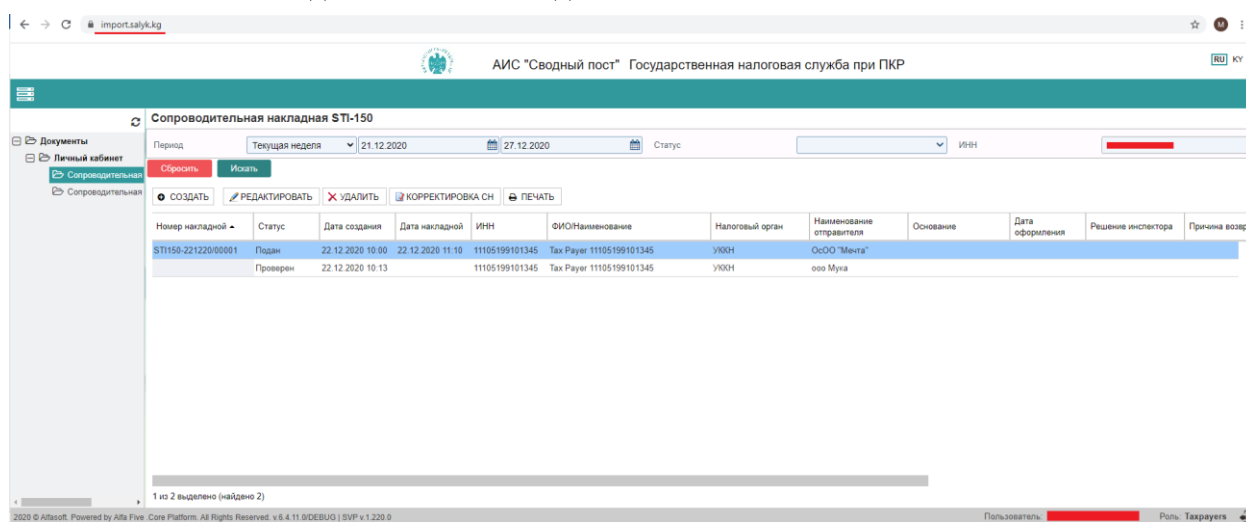 import.salyk.kg
M
АИС "Сводный пост" Государственная налоговая служба при ПКР
RU KY
Сопроводительная накладная STI-150
Документы
Личный кабинет
Сопроводительная
Сопроводительная
Период Текущая неделя 21.12.2020 27.12.2020 Статус ИНН
Сбросить Искать
СОЗДАТЬ РЕДАКТИРОВАТЬ УДАЛИТЬ КОРРЕКТИРОВКА СН ПЕЧАТЬ
Номер накладной Статус Дата создания Дата накладной ИНН ФИО/Наименование Налоговый орган Наименование отправителя Основание Дата оформления Решение инспектора Причина возвр
STI150-221220/00001 Подан 22.12.2020 10:00 22.12.2020 11:10 11105199101345 Tax Payer 11105199101345 УККН ОсОО "Мечта"
Проверен 22.12.2020 10:13 11105199101345 Tax Payer 11105199101345 УККН ооо Муха
1 из 2 выделено (найдено 2)
2020 © Alfasoft. Powered by Alfa Five .Core Platform. All Rights Reserved. v.6.4.11.0/DEBUG | SVP v.1.220.0 Пользователь: Роль: Taxpayers